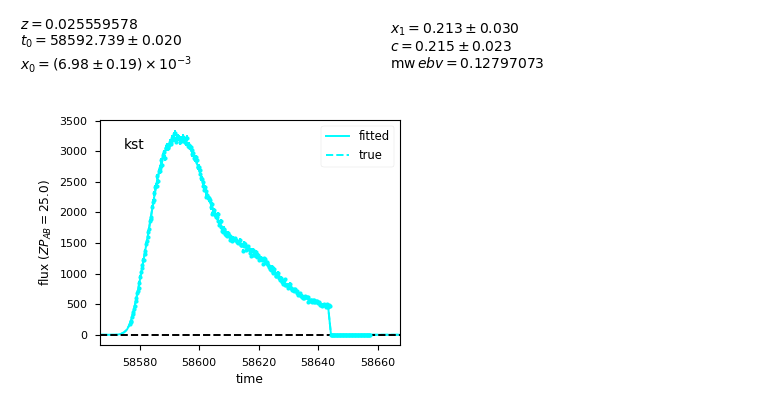 z = 0.025559578
t₀ = 58592.739 ± 0.020
x₀ = (6.98 ± 0.19) × 10⁻³
x₁ = 0.213 ± 0.030
c = 0.215 ± 0.023
mwebv = 0.12797073
kst
fitted
true
flux (ZP_AB = 25.0)
3500
3000
2500
2000
1500
1000
500
0
58580 58600 58620 58640 58660
time